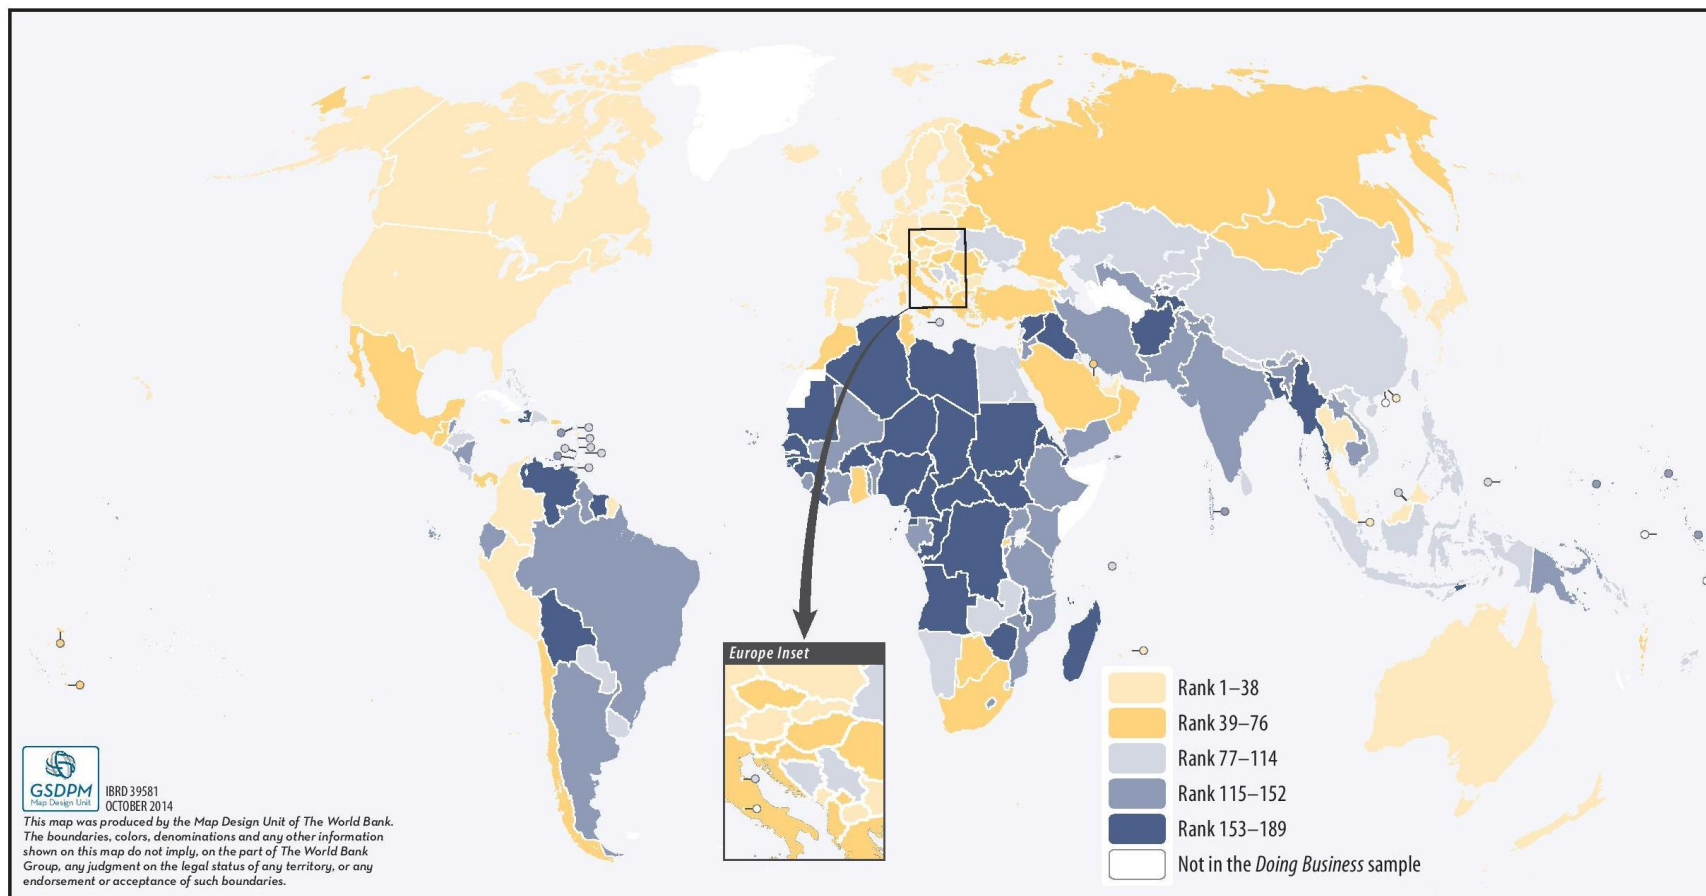 Europe Inset
Rank 1–38
Rank 39–76
Rank 77–114
Rank 115–152
Rank 153–189
Not in the Doing Business sample
GSDPM
Map Design Unit
IBRD 39581
OCTOBER 2014
This map was produced by the Map Design Unit of The World Bank.
The boundaries, colors, denominations and any other information
shown on this map do not imply, on the part of The World Bank
Group, any judgment on the legal status of any territory, or any
endorsement or acceptance of such boundaries.